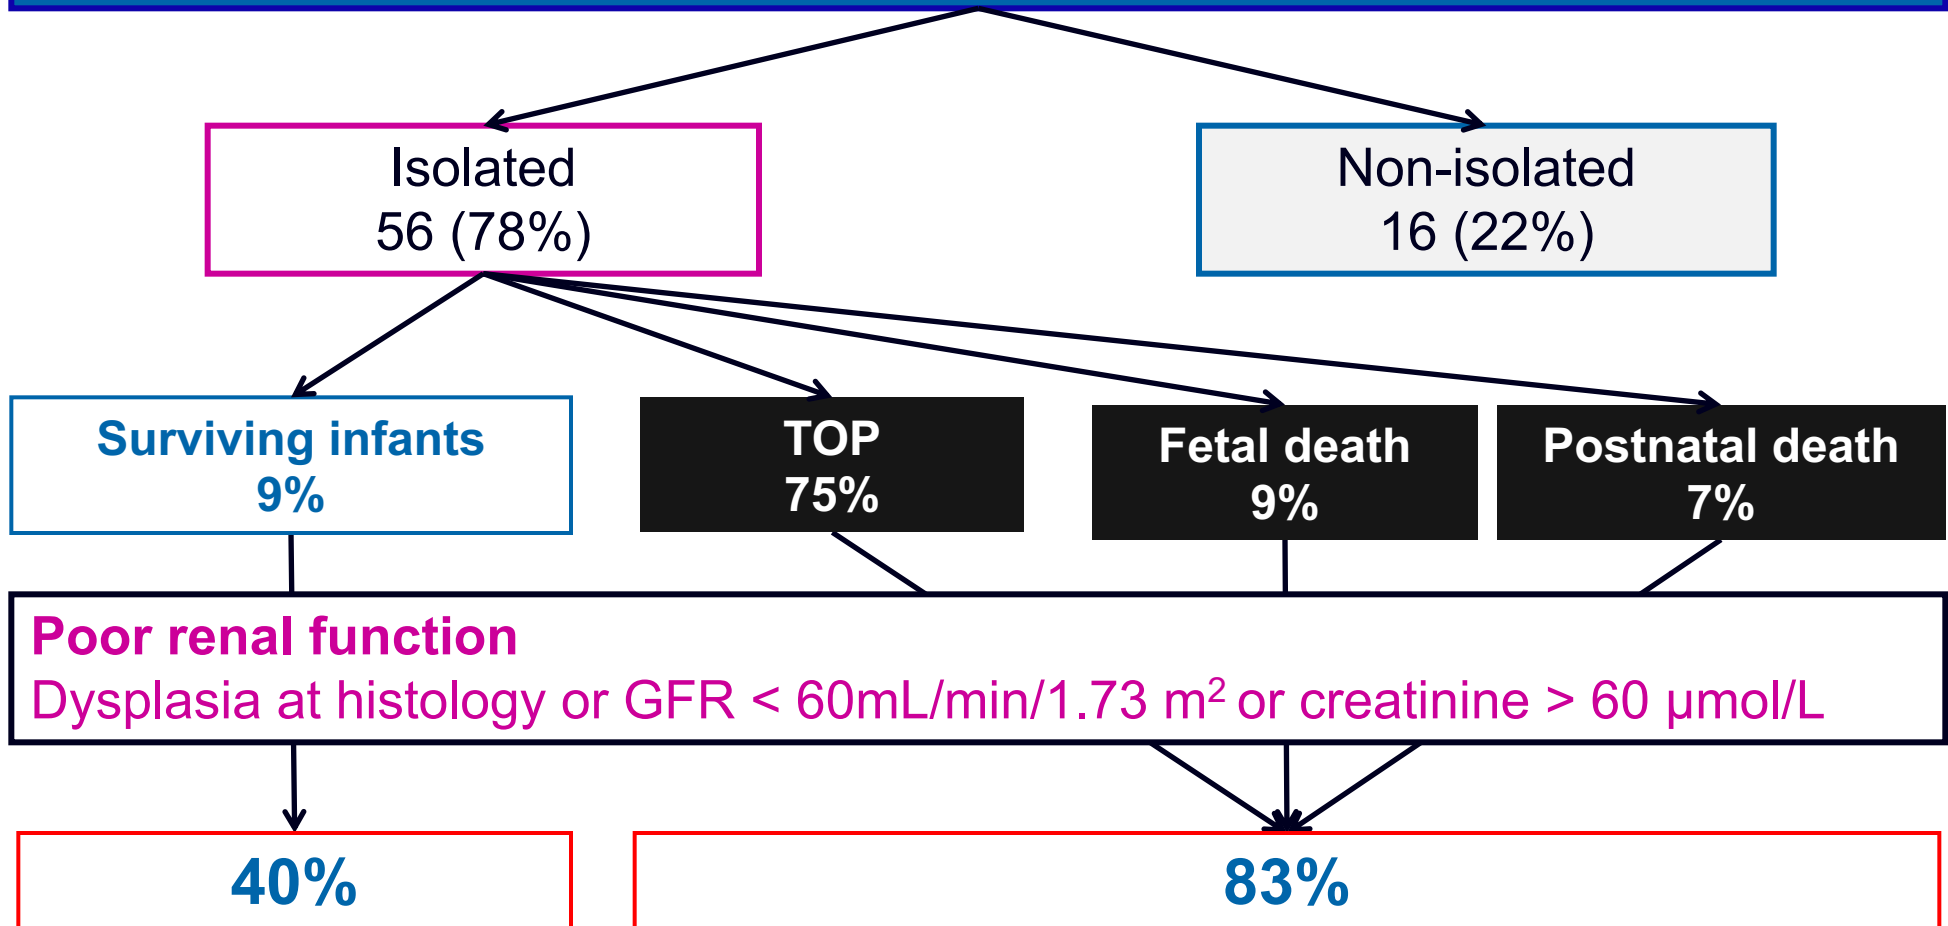 Isolated
56 (78%)
Non-isolated
16 (22%)
Surviving infants
9%
TOP
75%
Fetal death
9%
Postnatal death
7%
Poor renal function
Dysplasia at histology or GFR < 60mL/min/1.73 m² or creatinine > 60 μmol/L
40%
83%